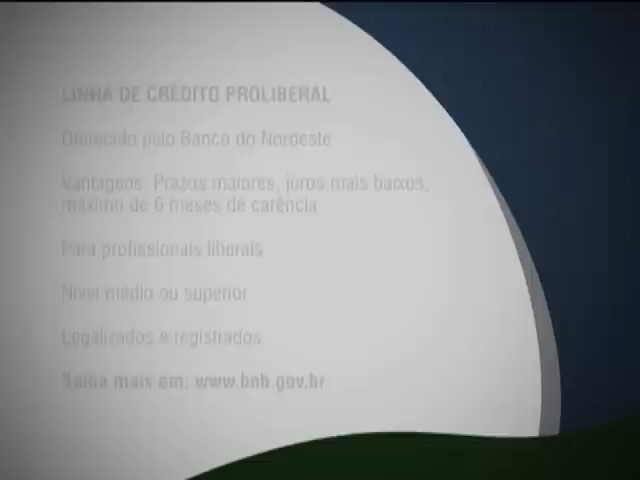 LINHA DE CRÉDITO PROLIBERAL
Oferecido pelo Banco do Nordeste
Vantagens: Prazos maiores, juros mais baixos,
máximo de 6 meses de carência
Para profissionais liberais
Nível médio ou superior
Legalizados e registrados
Saiba mais em: www.bnb.gov.br